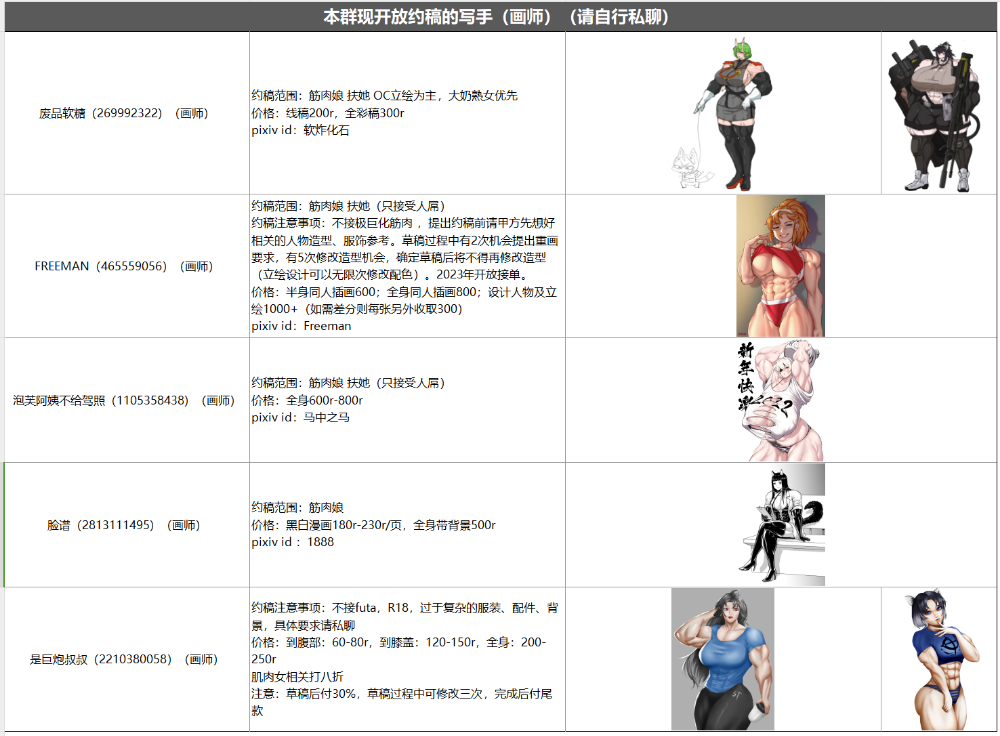 本群现开放约稿的写手（画师）（请自行私聊）
废品软糖（269992322）（画师）
约稿范围：筋肉娘 扶她 OC立绘为主，大奶熟女优先
价格：线稿200r，全彩稿300r
pixiv id：软炸化石
FREEMAN（465559056）（画师）
约稿范围：筋肉娘 扶她（只接受人屌）
约稿注意事项：不接极巨化筋肉 ，提出约稿前请甲方先想好
相关的人物造型、服饰参考。草稿过程中有2次机会提出重画
要求，有5次修改造型机会，确定草稿后将不得再修改造型
（立绘设计可以无限次修改配色）。2023年开放接单。
价格：半身同人插画600；全身同人插画800；设计人物及立
绘1000+（如需差分则每张另外收取300）
pixiv id：Freeman
泡芙阿姨不给驾照（1105358438）（画师）
约稿范围：筋肉娘 扶她（只接受人屌）
价格：全身600r-800r
pixiv id：马中之马
新年快樂
2022
脸谱（2813111495）（画师）
约稿范围：筋肉娘
价格：黑白漫画180r-230r/页，全身带背景500r
pixiv id ：1888
是巨炮叔叔（2210380058）（画师）
约稿注意事项：不接futa，R18，过于复杂的服装、配件、背
景，具体要求请私聊
价格：到腹部：60-80r，到膝盖：120-150r，全身：200-
250r
肌肉女相关打八折
注意：草稿后付30%，草稿过程中可修改三次，完成后付尾
款